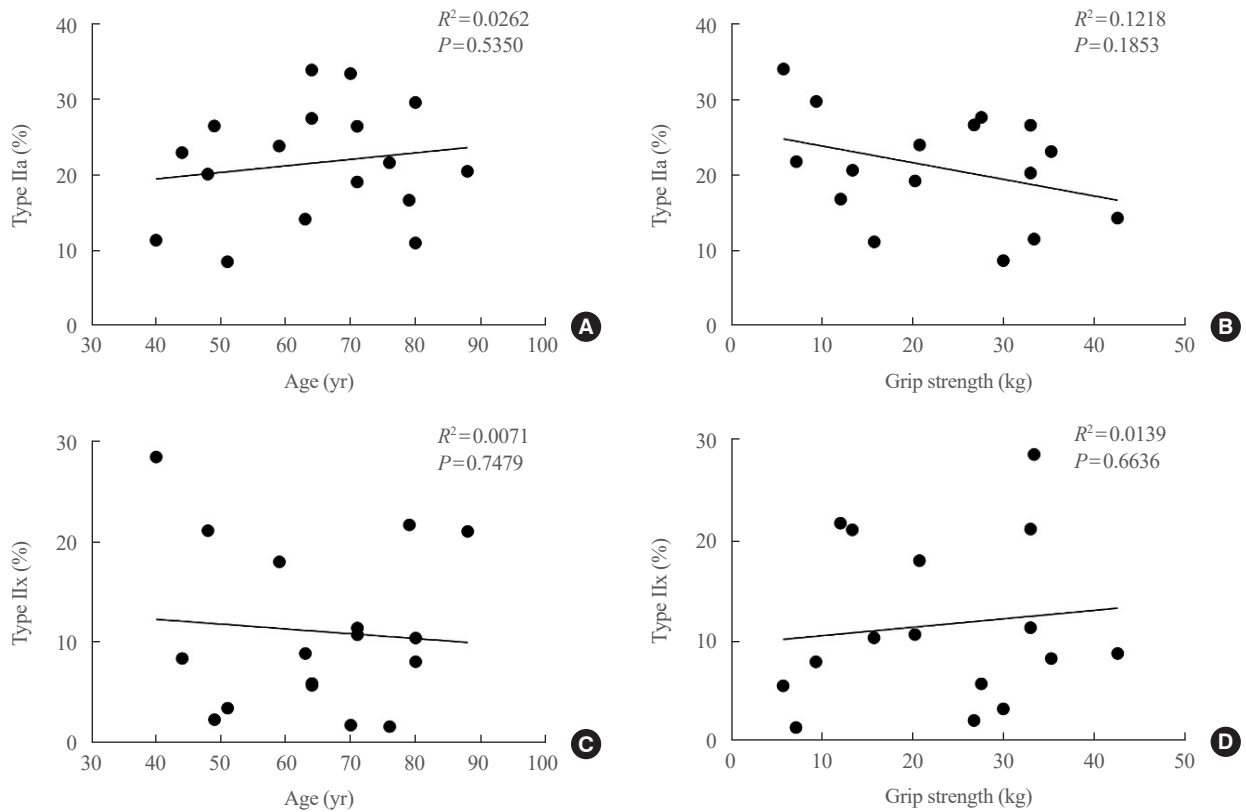 R²=0.0262
P=0.5350
40
30
20
10
0
Type IIa (%)
30 40 50 60 70 80 90 100
Age (yr)
A
R²=0.1218
P=0.1853
40
30
20
10
0
Type IIa (%)
0 10 20 30 40 50
Grip strength (kg)
B
R²=0.0071
P=0.7479
30
20
10
0
Type IIx (%)
30 40 50 60 70 80 90 100
Age (yr)
C
R²=0.0139
P=0.6636
30
20
10
0
Type IIx (%)
0 10 20 30 40 50
Grip strength (kg)
D